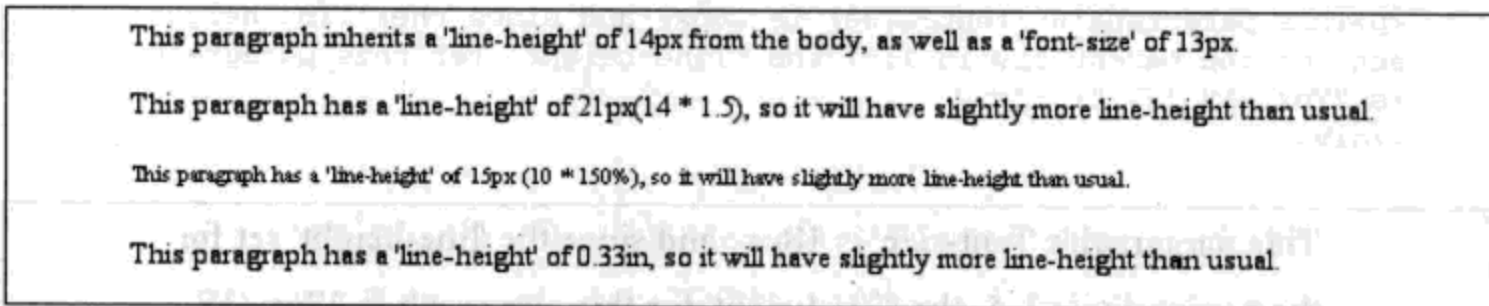 This paragraph inherits a 'line-height' of 14px from the body, as well as a 'font-size' of 13px.
This paragraph has a 'line-height' of 21px(14 * 1.5), so it will have slightly more line-height than usual.
This paragraph has a 'line-height' of 15px (10 * 150%), so it will have slightly more line-height than usual.
This paragraph has a 'line-height' of 0.33in, so it will have slightly more line-height than usual.